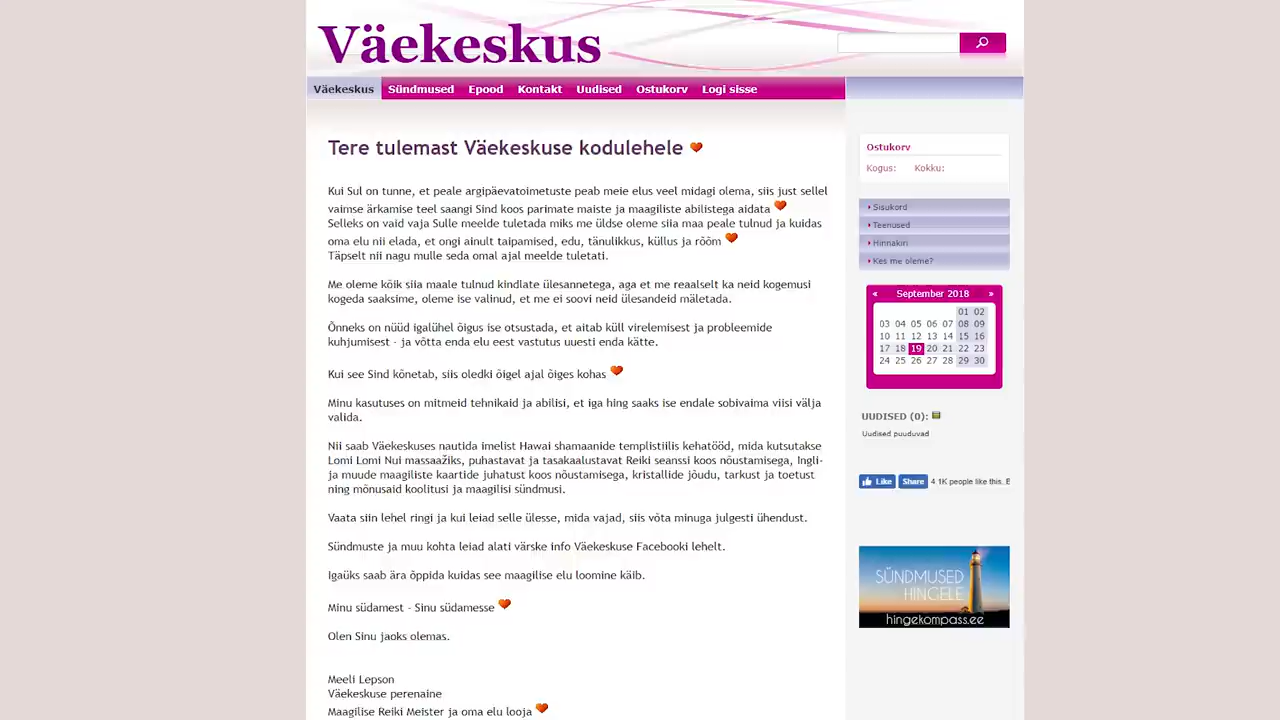 Väekeskus
Väekeskus Sündmused Epood Kontakt Uudised Ostukorv Logi sisse
Tere tulemast Väekeskuse kodulehele
Kui Sul on tunne, et peale argipäevatoimetuste peab meie elus veel midagi olema, siis just sellel
vaimse ärkamise teel saangi Sind koos parimate maiste ja maagiliste abilistega aidata
Selleks on vaid vaja Sulle meelde tuletada miks me üldse oleme siia maa peale tulnud ja kuidas
oma elu nii elada, et ongi ainult taipamised, edu, tänulikkus, küllus ja rõõm
Täpselt nii nagu mulle seda omal ajal meelde tuletati.
Me oleme kõik siia maale tulnud kindlate ülesannetega, aga et me reaalselt ka neid kogemusi
kogeda saaksime, oleme ise valinud, et me ei soovi neid ülesandeid mäletada.
Õnneks on nüüd igalühel õigus ise otsustada, et aitab küll virelemisest ja probleemide
kuhjumisest - ja võtta enda elu eest vastutus uuesti enda kätte.
Kui see Sind kõnetab, siis oledki õigel ajal õiges kohas
Minu kasutuses on mitmeid tehnikaid ja abilisi, et iga hing saaks ise endale sobivaima viisi välja
valida.
Nii saab Väekeskuses nautida imelist Hawai shamaanide templistiilis kehatööd, mida kutsutakse
Lomi Lomi Nui massaažiks, puhastavat ja tasakaalustavat Reiki seanssi koos nõustamisega, Ingli-
ja muude maagiliste kaartide juhatust koos nõustamisega, kristallide jõudu, tarkust ja toetust
ning mõnusaid koolitusi ja maagilisi sündmusi.
Vaata siin lehel ringi ja kui leiad selle ülesse, mida vajad, siis võta minuga julgesti ühendust.
Sündmuste ja muu kohta leiad alati värske info Väekeskuse Facebooki lehelt.
Igaüks saab ära õppida kuidas see maagilise elu loomine käib.
Minu südamest - Sinu südamesse
Olen Sinu jaoks olemas.
Meeli Lepson
Väekeskuse perenaine
Maagilise Reiki Meister ja oma elu looja
Ostukorv
Kogus: Kokku:
Sisukord
Teenused
Hinnakiri
Kes me oleme?
« September 2018 »
01 02
03 04 05 06 07 08 09
10 11 12 13 14 15 16
17 18 19 20 21 22 23
24 25 26 27 28 29 30
UUDISED (0):
Uudised puuduvad
Like Share 4.1K people like this. B
SÜNDMUSED
HINGELE
hingekompass.ee